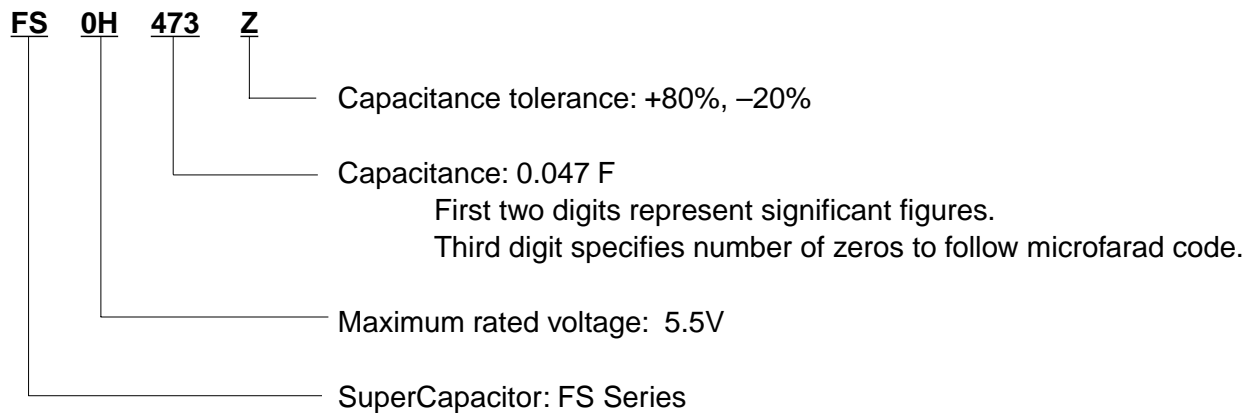 FS 0H 473 Z
Capacitance tolerance: +80%, –20%
Capacitance: 0.047 F
First two digits represent significant figures.
Third digit specifies number of zeros to follow microfarad code.
Maximum rated voltage: 5.5V
SuperCapacitor: FS Series